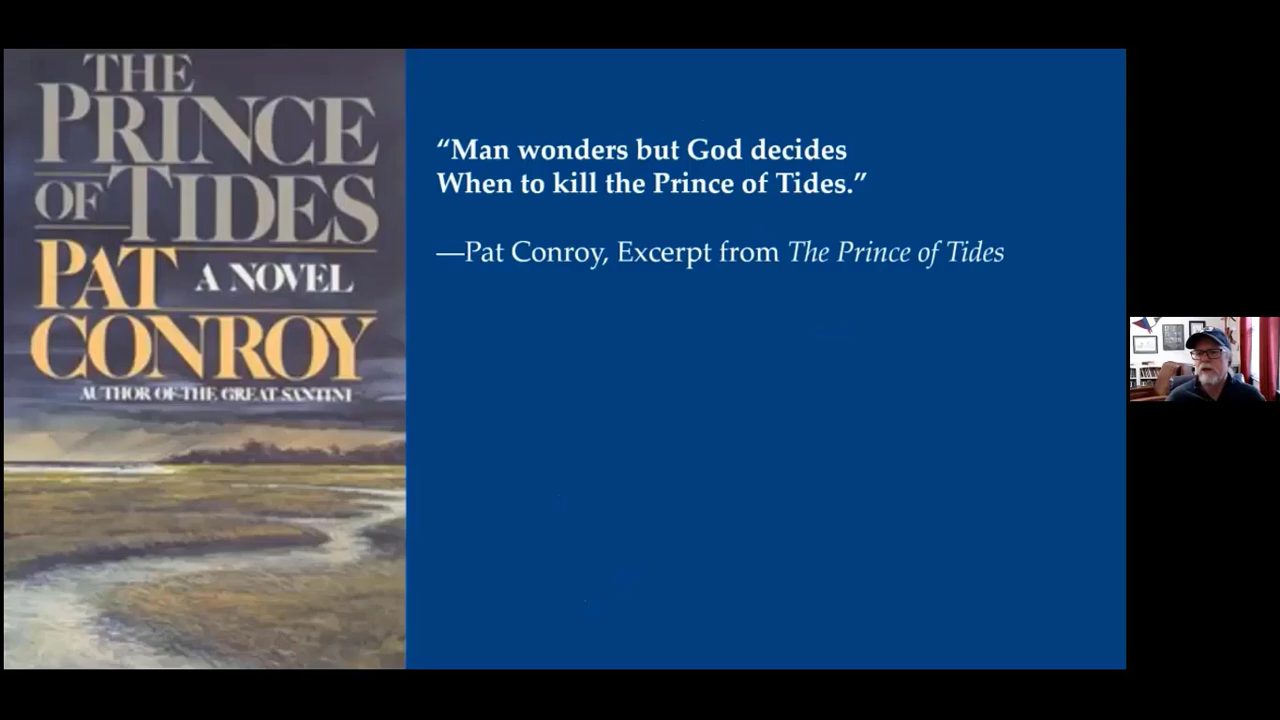 THE
PRINCE
OF TIDES
PAT
A NOVEL
CONROY
AUTHOR OF THE GREAT SANTINI
“Man wonders but God decides
When to kill the Prince of Tides.”
—Pat Conroy, Excerpt from The Prince of Tides